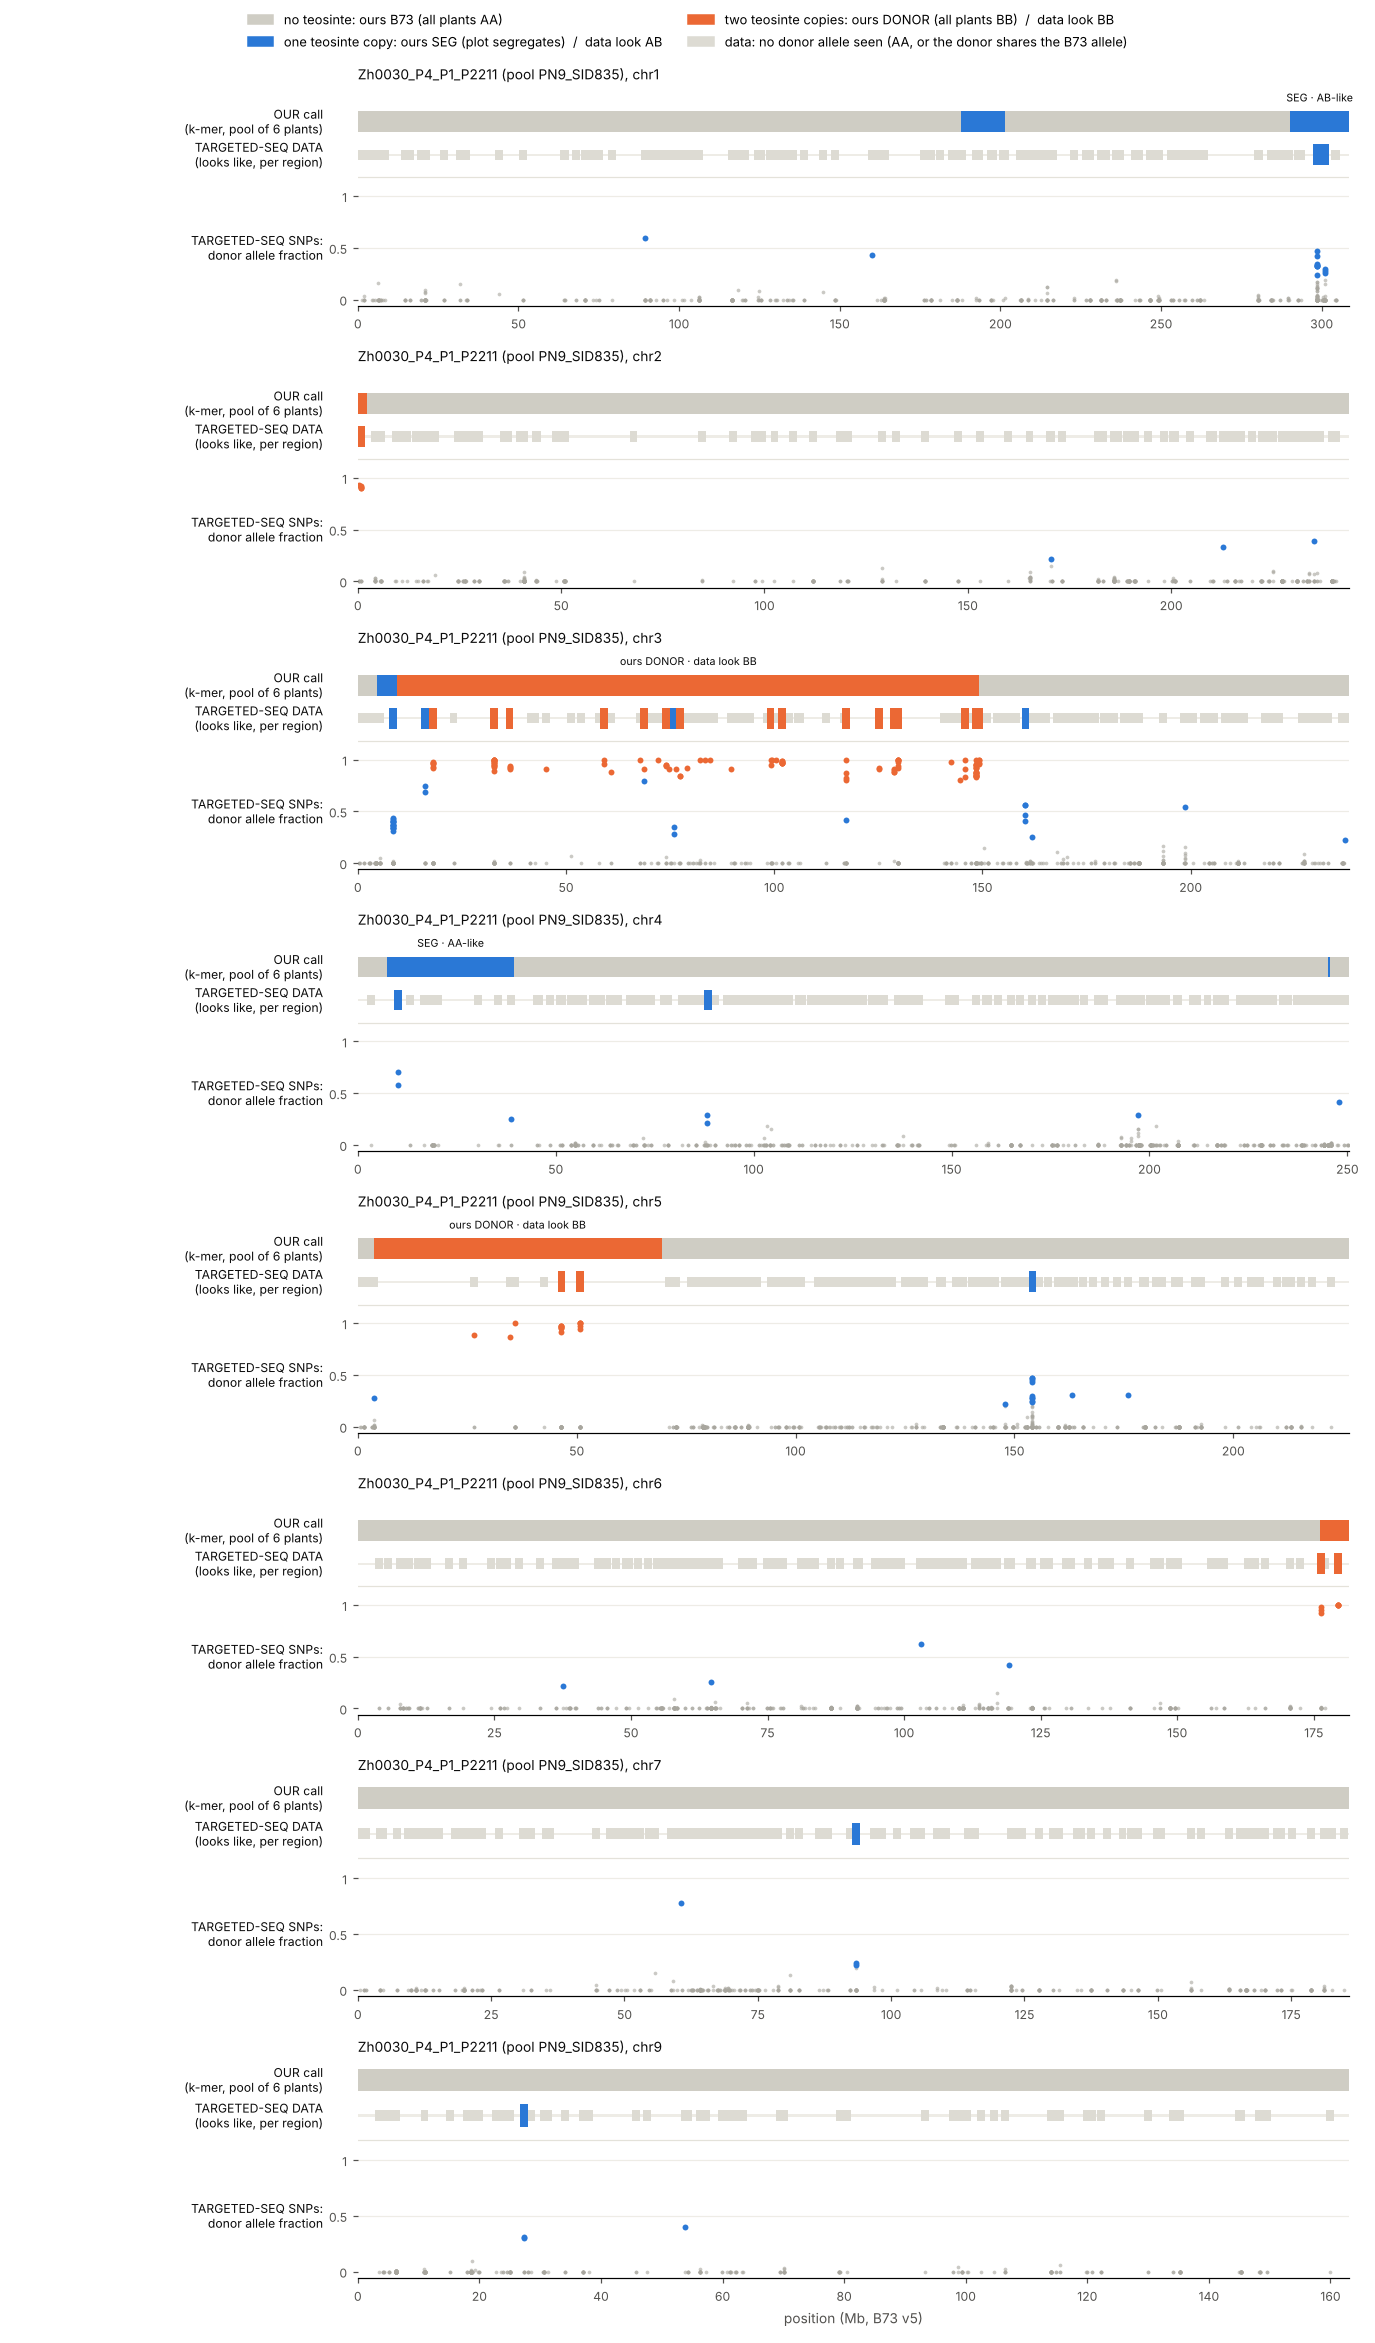 no teosinte: ours B73 (all plants AA)
two teosinte copies: ours DONOR (all plants BB)  /  data look BB
one teosinte copy: ours SEG (plot segregates)  /  data look AB
data: no donor allele seen (AA, or the donor shares the B73 allele)
Zh0030_P4_P1_P2211 (pool PN9_SID835), chr1
SEG · AB-like
OUR call
(k-mer, pool of 6 plants)
TARGETED-SEQ DATA
(looks like, per region)
1
TARGETED-SEQ SNPs:
donor allele fraction
0.5
0
0 50 100 150 200 250 300
Zh0030_P4_P1_P2211 (pool PN9_SID835), chr2
OUR call
(k-mer, pool of 6 plants)
TARGETED-SEQ DATA
(looks like, per region)
1
TARGETED-SEQ SNPs:
donor allele fraction
0.5
0
0 50 100 150 200
Zh0030_P4_P1_P2211 (pool PN9_SID835), chr3
ours DONOR · data look BB
OUR call
(k-mer, pool of 6 plants)
TARGETED-SEQ DATA
(looks like, per region)
1
TARGETED-SEQ SNPs:
donor allele fraction
0.5
0
0 50 100 150 200
Zh0030_P4_P1_P2211 (pool PN9_SID835), chr4
SEG · AA-like
OUR call
(k-mer, pool of 6 plants)
TARGETED-SEQ DATA
(looks like, per region)
1
TARGETED-SEQ SNPs:
donor allele fraction
0.5
0
0 50 100 150 200 250
Zh0030_P4_P1_P2211 (pool PN9_SID835), chr5
ours DONOR · data look BB
OUR call
(k-mer, pool of 6 plants)
TARGETED-SEQ DATA
(looks like, per region)
1
TARGETED-SEQ SNPs:
donor allele fraction
0.5
0
0 50 100 150 200
Zh0030_P4_P1_P2211 (pool PN9_SID835), chr6
OUR call
(k-mer, pool of 6 plants)
TARGETED-SEQ DATA
(looks like, per region)
1
TARGETED-SEQ SNPs:
donor allele fraction
0.5
0
0 25 50 75 100 125 150 175
Zh0030_P4_P1_P2211 (pool PN9_SID835), chr7
OUR call
(k-mer, pool of 6 plants)
TARGETED-SEQ DATA
(looks like, per region)
1
TARGETED-SEQ SNPs:
donor allele fraction
0.5
0
0 25 50 75 100 125 150 175
Zh0030_P4_P1_P2211 (pool PN9_SID835), chr9
OUR call
(k-mer, pool of 6 plants)
TARGETED-SEQ DATA
(looks like, per region)
1
TARGETED-SEQ SNPs:
donor allele fraction
0.5
0
0 20 40 60 80 100 120 140 160
position (Mb, B73 v5)